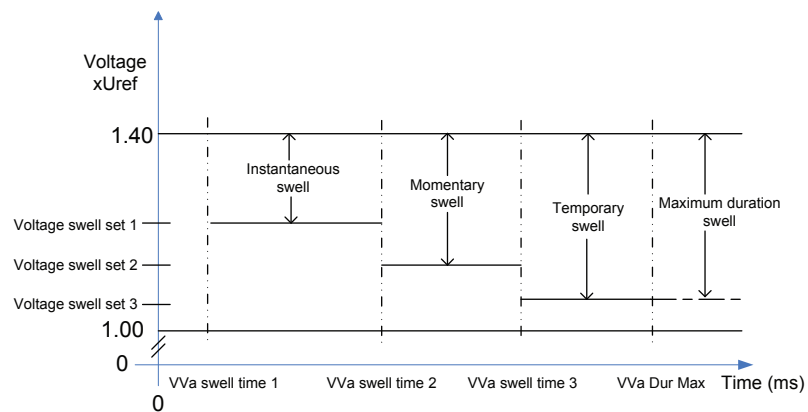 Voltage
xUref
1.40
Instantaneous
swell
Momentary
swell
Temporary
swell
Maximum duration
swell
Voltage swell set 1
Voltage swell set 2
Voltage swell set 3
1.00
0
VVa swell time 1
VVa swell time 2
VVa swell time 3
VVa Dur Max
Time (ms)
0